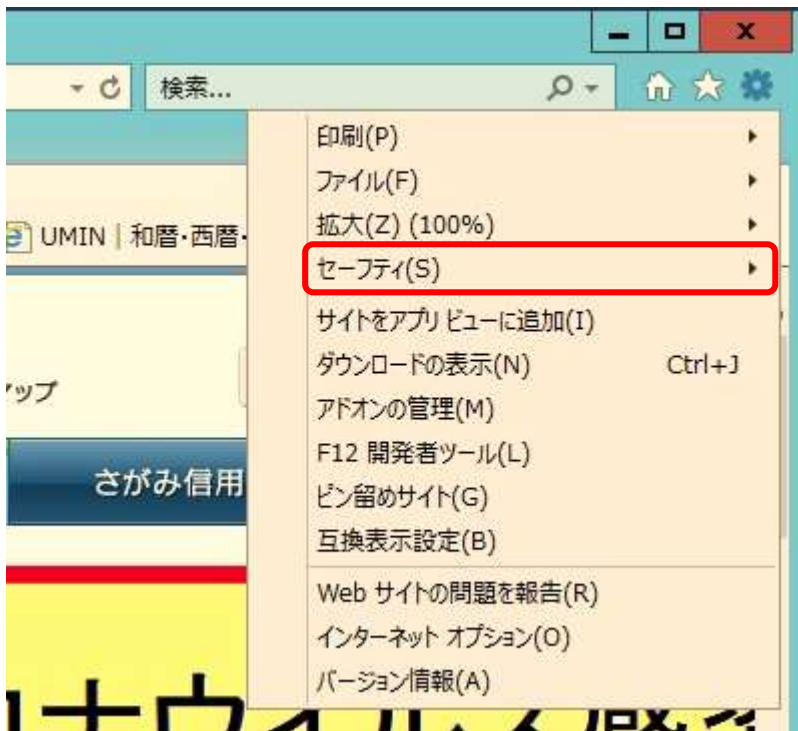 検索...
印刷(P)
ファイル(F)
拡大(Z) (100%)
UMIN | 和暦・西暦・
セーフティ(S)
サイトをアプリ ビューに追加(I)
ダウンロードの表示(N) Ctrl+J
アップ
アドオンの管理(M)
F12 開発者ツール(L)
さがみ信用
ピン留めサイト(G)
互換表示設定(B)
Web サイトの問題を報告(R)
インターネット オプション(O)
バージョン情報(A)